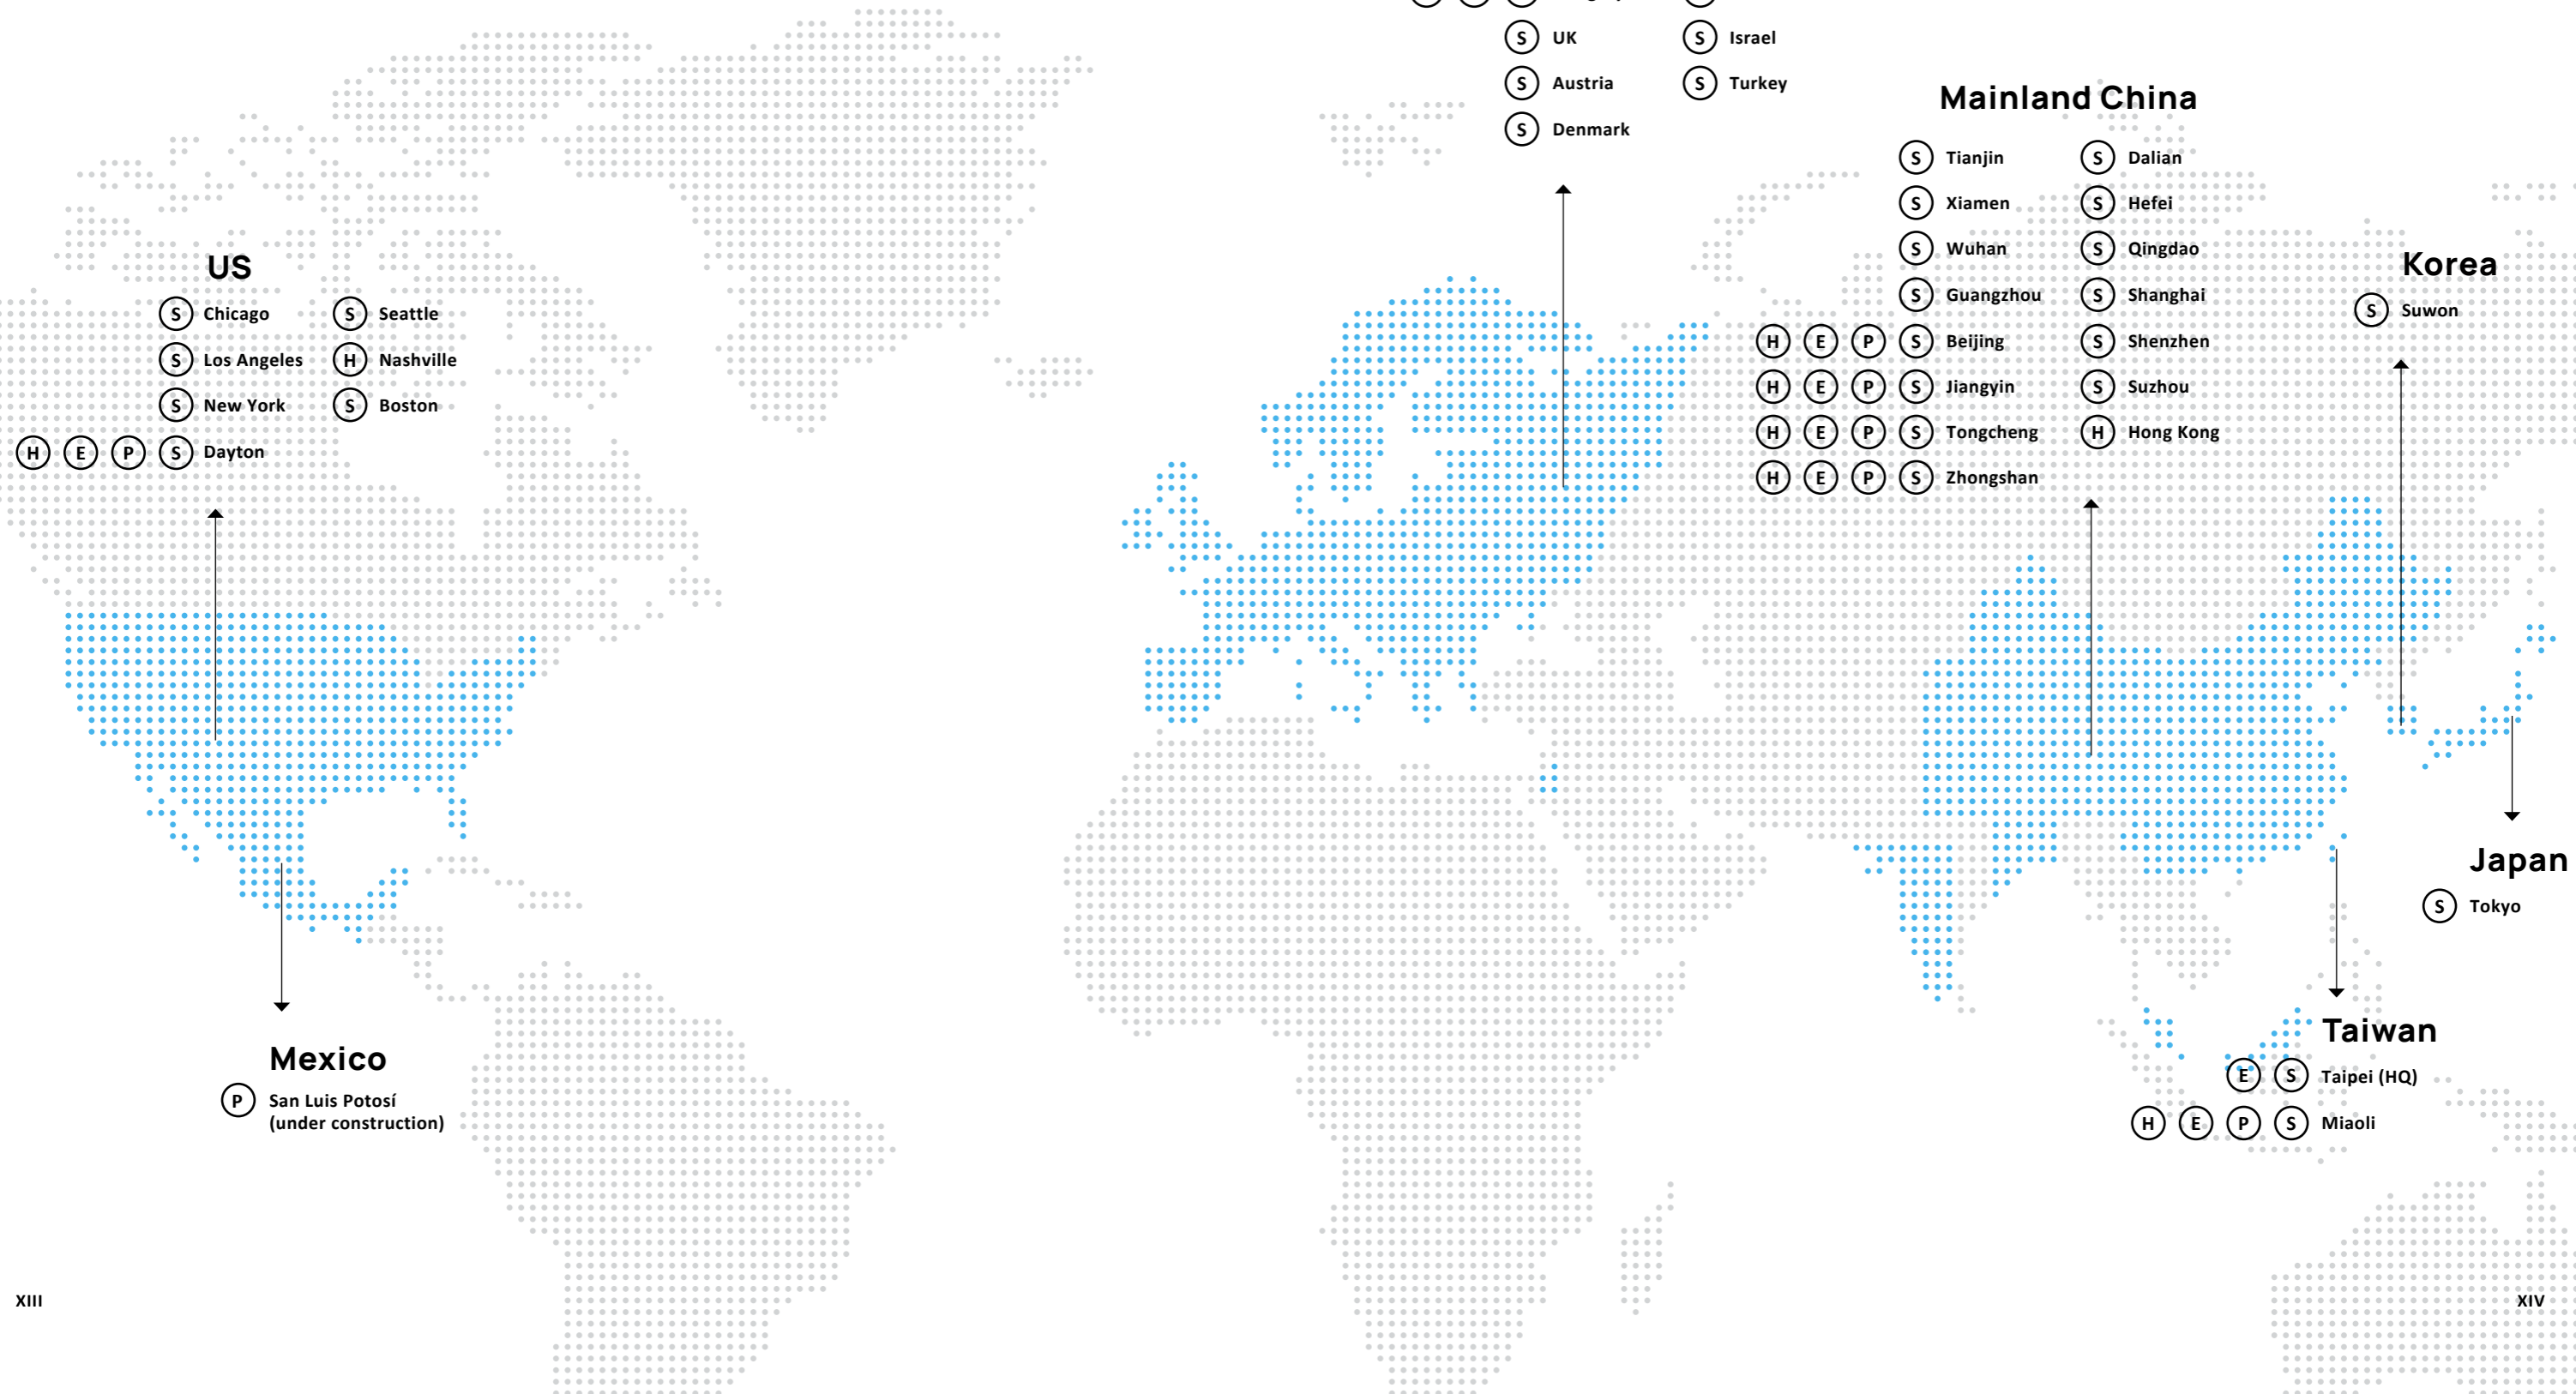 S UK S Israel
S Austria S Turkey
S Denmark
Mainland China
S Tianjin S Dalian
S Xiamen S Hefei
S Wuhan S Qingdao
S Guangzhou S Shanghai
H E P S Beijing S Shenzhen
H E P S Jiangyin S Suzhou
H E P S Tongcheng H Hong Kong
H E P S Zhongshan
US
S Chicago S Seattle
S Los Angeles H Nashville
S New York S Boston
H E P S Dayton
Korea
S Suwon
Japan
S Tokyo
Mexico
P San Luis Potosí
(under construction)
Taiwan
E S Taipei (HQ)
H E P S Miaoli
XIII
XIV